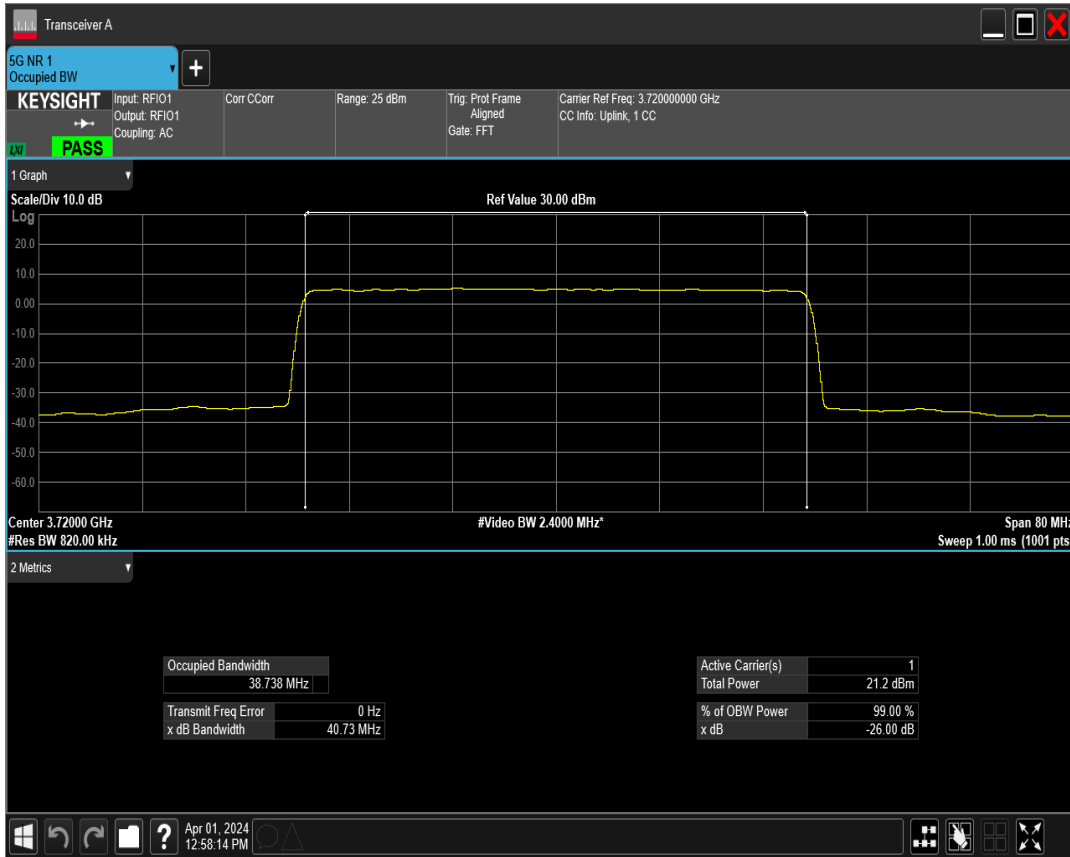 Transceiver A
5G NR 1
Occupied BW
+
KEYSIGHT
LXI
PASS
Input: RFIO1
Output: RFIO1
Coupling: AC
Corr CCorr
Range: 25 dBm
Trig: Prot Frame
Aligned
Gate: FFT
Carrier Ref Freq: 3.720000000 GHz
CC Info: Uplink, 1 CC
1 Graph
Scale/Div 10.0 dB
Ref Value 30.00 dBm
Log
20.0
10.0
0.00
-10.0
-20.0
-30.0
-40.0
-50.0
-60.0
Center 3.72000 GHz
#Video BW 2.4000 MHz*
Span 80 MHz
#Res BW 820.00 kHz
Sweep 1.00 ms (1001 pts
2 Metrics
Occupied Bandwidth
38.738 MHz
Active Carrier(s) 1
Total Power 21.2 dBm
Transmit Freq Error 0 Hz
x dB Bandwidth 40.73 MHz
% of OBW Power 99.00 %
x dB -26.00 dB
?
Apr 01, 2024
12:58:14 PM